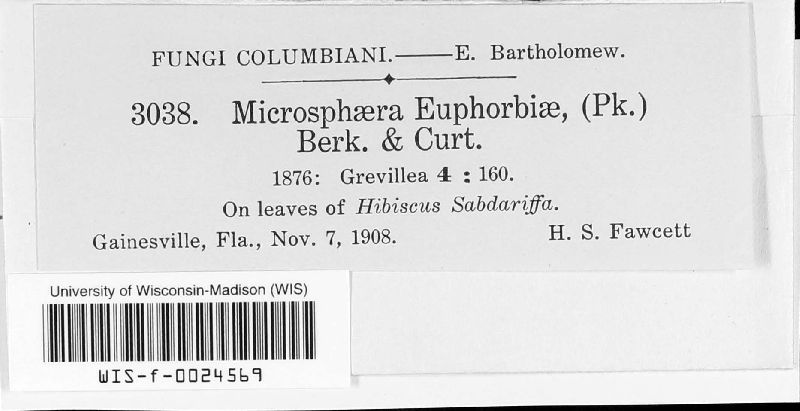 FUNGI COLUMBIANI.——E. Bartholomew.
3038. Microsphæra Euphorbiæ, (Pk.)
Berk. & Curt.
1876: Grevillea 4 : 160.
On leaves of Hibiscus Sabdariffa.
Gainesville, Fla., Nov. 7, 1908. H. S. Fawcett
University of Wisconsin-Madison (WIS)
WIS-f-0024569